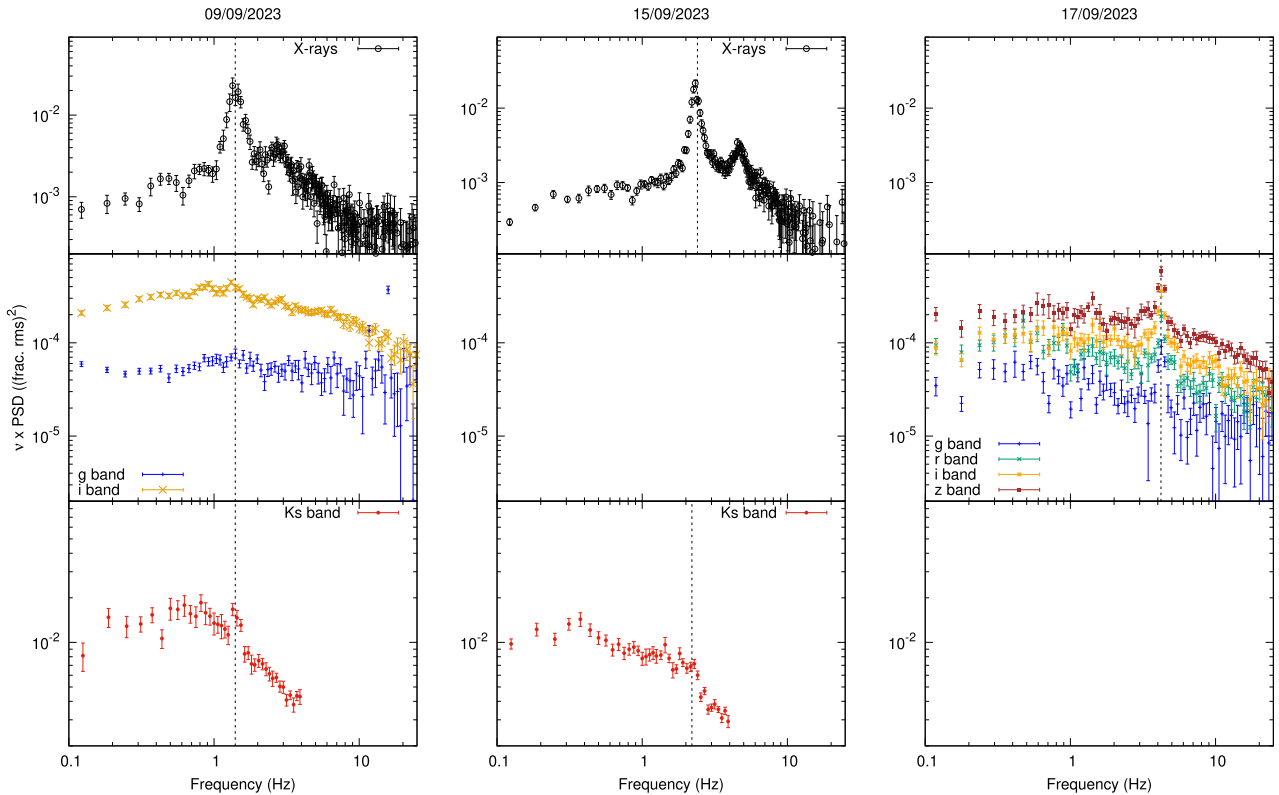 09/09/2023 15/09/2023 17/09/2023
X-rays X-rays
10^-2 10^-2 10^-2
10^-3 10^-3 10^-3
ν x PSD ((frac. rms)^2)
10^-4 10^-4 10^-4
10^-5 10^-5 10^-5
g band
i band
g band
r band
i band
z band
Ks band Ks band
10^-2 10^-2 10^-2
0.1 1 10 0.1 1 10 0.1 1 10
Frequency (Hz) Frequency (Hz) Frequency (Hz)